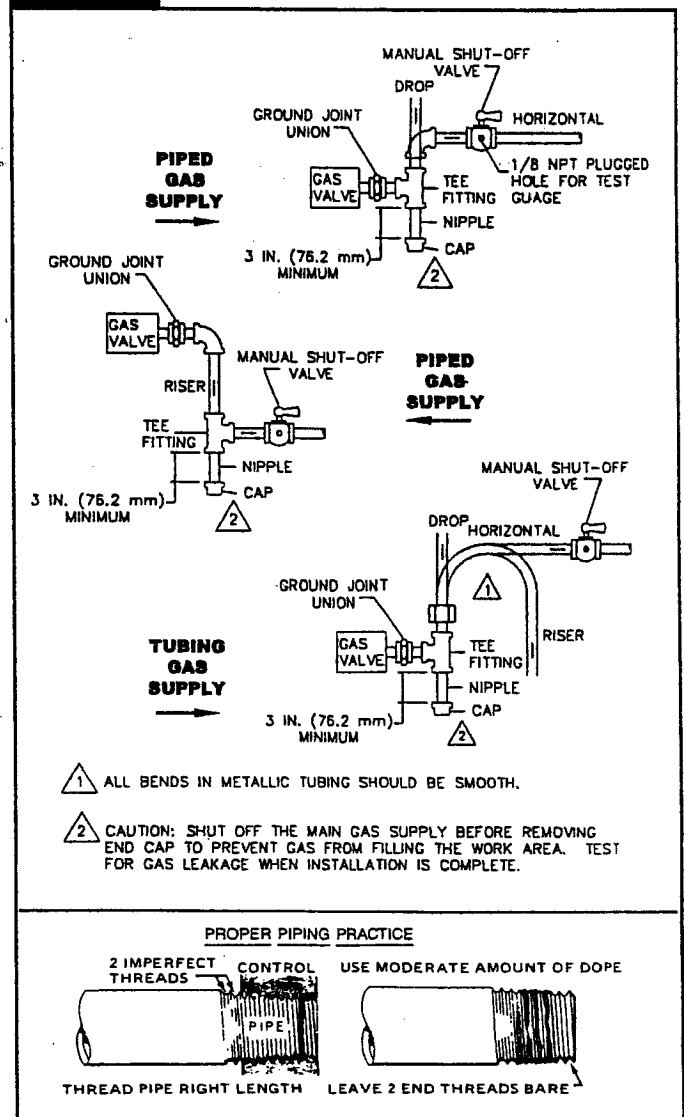 MANUAL SHUT-OFF
VALVE
DROP
GROUND JOINT
UNION
HORIZONTAL
PIPED
GAS
SUPPLY
GAS
VALVE
1/8 NPT PLUGGED
HOLE FOR TEST
GUAGE
TEE
FITTING
NIPPLE
3 IN. (76.2 mm)
MINIMUM
CAP
2
GROUND JOINT
UNION
GAS
VALVE
MANUAL SHUT-OFF
VALVE
RISER
PIPED
GAS
SUPPLY
TEE
FITTING
NIPPLE
3 IN. (76.2 mm)
MINIMUM
CAP
2
MANUAL SHUT-OFF
VALVE
DROP
HORIZONTAL
1
GROUND JOINT
UNION
GAS
VALVE
RISER
TUBING
GAS
SUPPLY
TEE
FITTING
NIPPLE
3 IN. (76.2 mm)
MINIMUM
CAP
2
1 ALL BENDS IN METALLIC TUBING SHOULD BE SMOOTH.
2 CAUTION: SHUT OFF THE MAIN GAS SUPPLY BEFORE REMOVING
END CAP TO PREVENT GAS FROM FILLING THE WORK AREA. TEST
FOR GAS LEAKAGE WHEN INSTALLATION IS COMPLETE.
PROPER PIPING PRACTICE
2 IMPERFECT
THREADS
CONTROL
USE MODERATE AMOUNT OF DOPE
PIPE
THREAD PIPE RIGHT LENGTH
LEAVE 2 END THREADS BARE